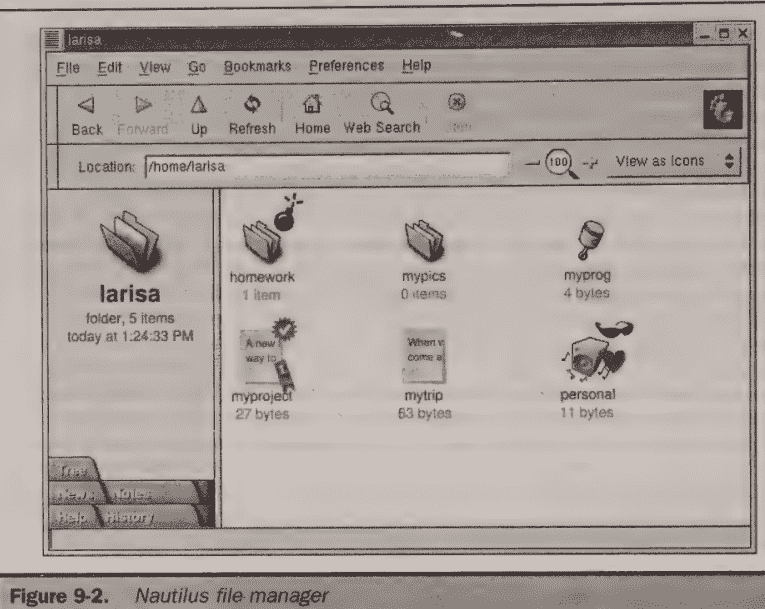 larisa
File Edit View Go Bookmarks Preferences Help
Back Forward Up Refresh Home Web Search
Location: /home/larisa 100 View as Icons
homework mypics myprog
1 item 0 items 4 bytes
larisa
folder, 5 items
today at 1:24:33 PM
A new
way to
When w
come a
myproject mytrip personal
27 bytes 63 bytes 11 bytes
Tree
News Notes
Help History
Figure 9-2. Nautilus file manager